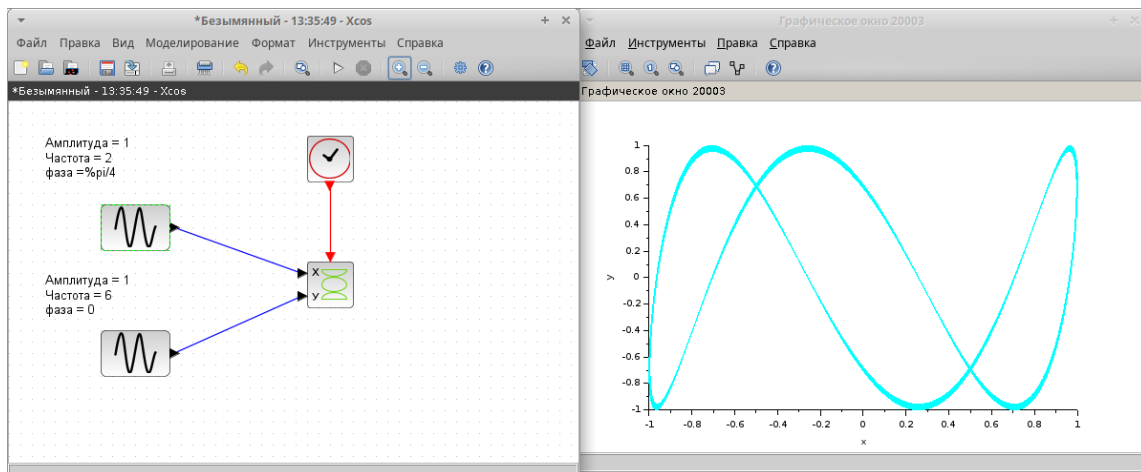 *Безымянный - 13:35:49 - Xcos
Файл Правка Вид Моделирование Формат Инструменты Справка
*Безымянный - 13:35:49 - Xcos
Амплитуда = 1
Частота = 2
фаза =%pi/4
Амплитуда = 1
Частота = 6
фаза = 0
X
У
Графическое окно 20003
Файл Инструменты Правка Справка
Графическое окно 20003
1
0.8
0.6
0.4
0.2
0
-0.2
-0.4
-0.6
-0.8
-1
y
-1 -0.8 -0.6 -0.4 -0.2 0 0.2 0.4 0.6 0.8 1
x